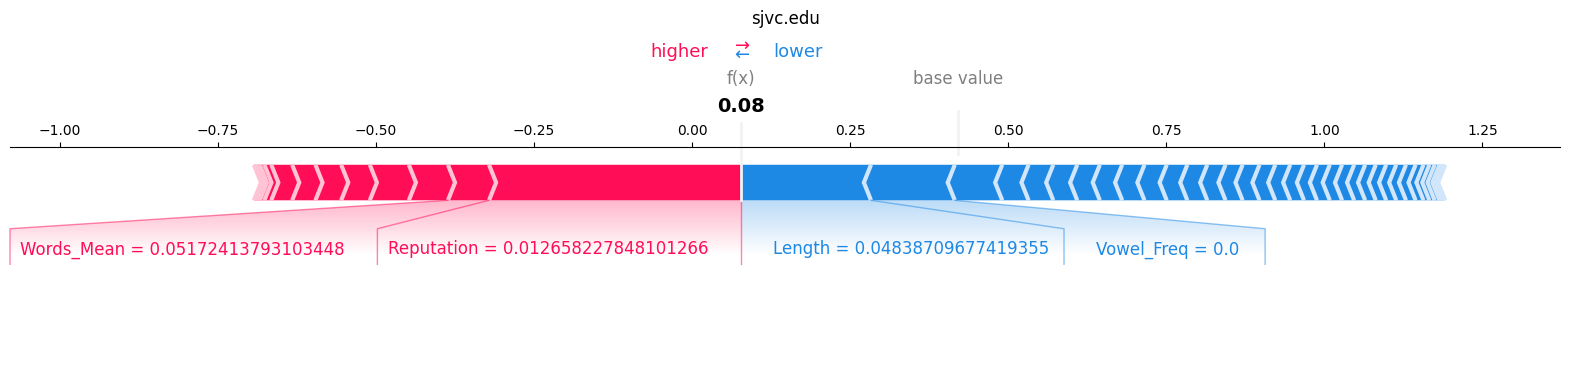 sjvc.edu
higher ⇄ lower
f(x) base value
0.08
−1.00 −0.75 −0.50 −0.25 0.00 0.25 0.50 0.75 1.00 1.25
Words_Mean = 0.05172413793103448 Reputation = 0.012658227848101266 Length = 0.04838709677419355 Vowel_Freq = 0.0